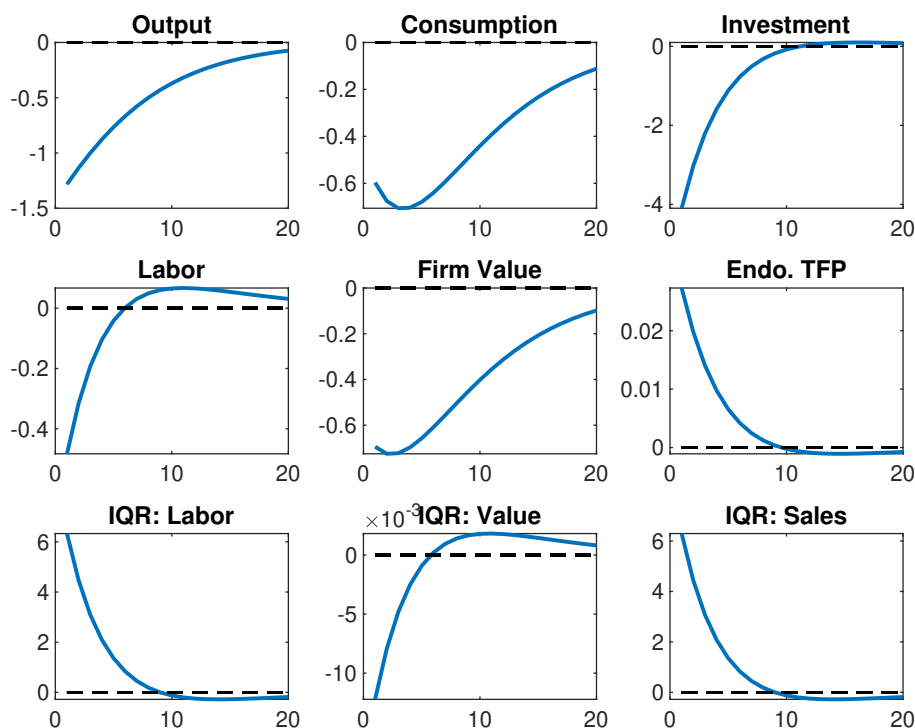 Output
Consumption
Investment
0
-0.5
-1
-1.5
0 10 20
0
-0.2
-0.4
-0.6
0 10 20
0
-2
-4
0 10 20
Labor
Firm Value
Endo. TFP
0
-0.2
-0.4
0 10 20
0
-0.2
-0.4
-0.6
0 10 20
0.02
0.01
0
0 10 20
IQR: Labor
×10-3
IQR: Value
IQR: Sales
6
4
2
0
0 10 20
0
-5
-10
0 10 20
6
4
2
0
0 10 20